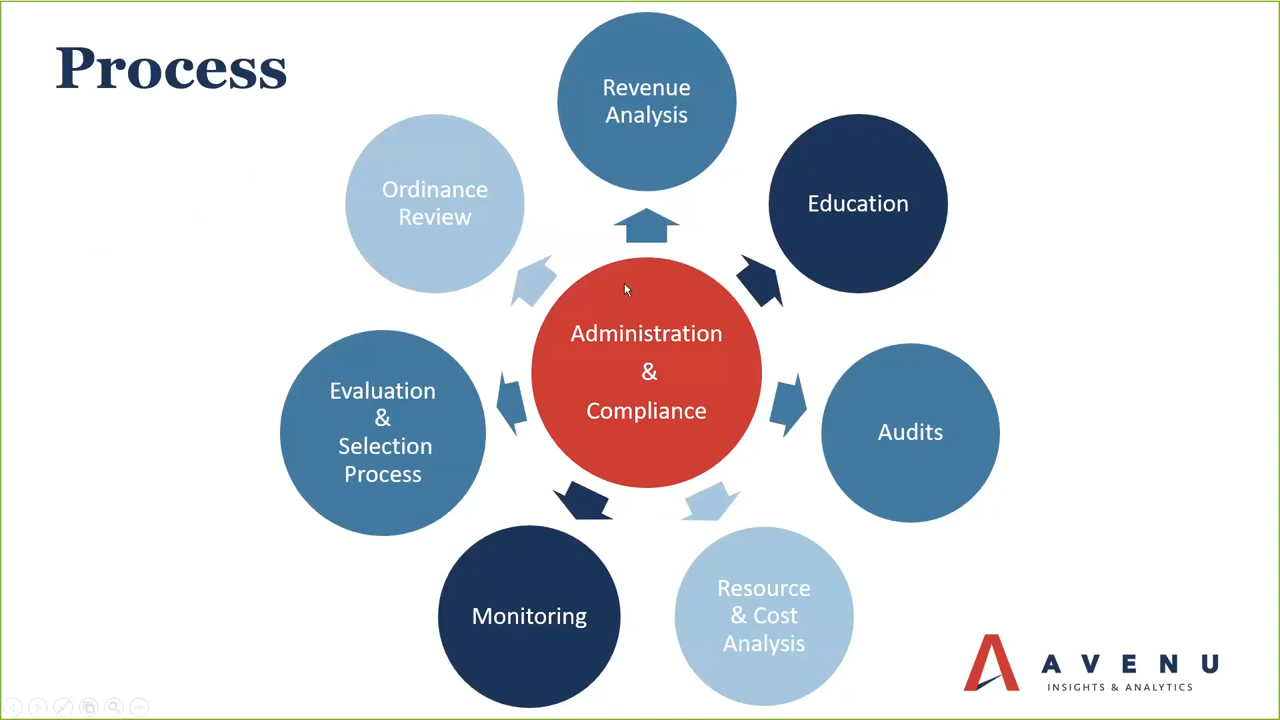 Process
Revenue
Analysis
Education
Audits
Resource
& Cost
Analysis
Monitoring
Evaluation
&
Selection
Process
Ordinance
Review
Administration
&
Compliance
AVENU
INSIGHTS & ANALYTICS